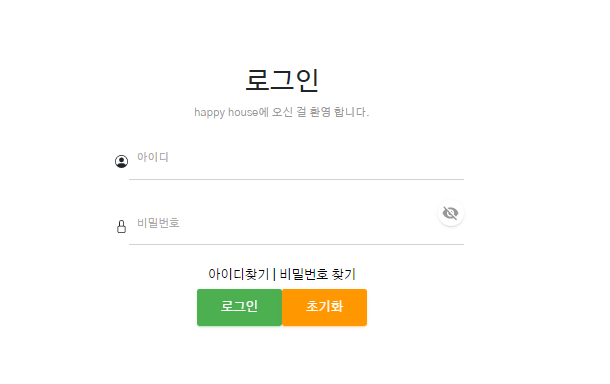 로그인
happy house에 오신 걸 환영 합니다.
아이디
비밀번호
아이디찾기 | 비밀번호 찾기
로그인 초기화